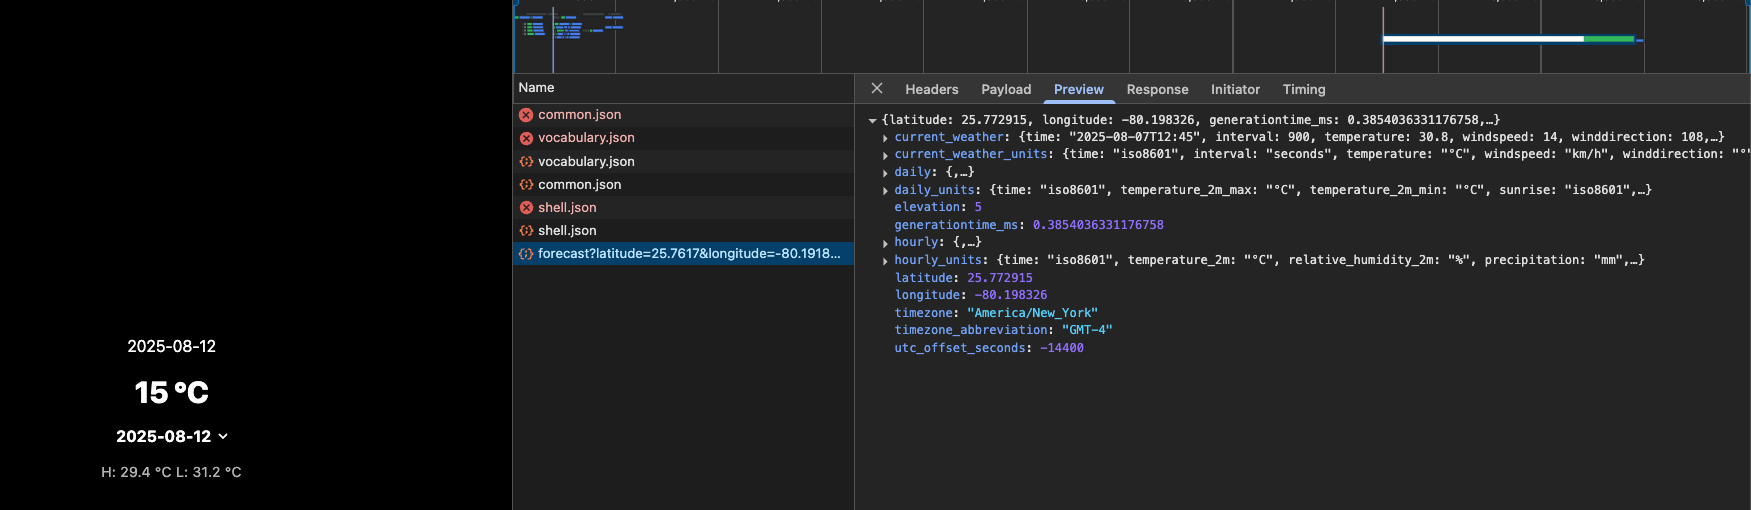 2025-08-12
15 °C
2025-08-12
H: 29.4 °C L: 31.2 °C
Name
common.json
vocabulary.json
vocabulary.json
common.json
shell.json
shell.json
forecast?latitude=25.7617&longitude=-80.1918...
Headers Payload Preview Response Initiator Timing
{latitude: 25.772915, longitude: -80.198326, generationtime_ms: 0.3854036331176758,…}
current_weather: {time: "2025-08-07T12:45", interval: 900, temperature: 30.8, windspeed: 14, winddirection: 108,…}
current_weather_units: {time: "iso8601", interval: "seconds", temperature: "°C", windspeed: "km/h", winddirection: "°"
daily: {,…}
daily_units: {time: "iso8601", temperature_2m_max: "°C", temperature_2m_min: "°C", sunrise: "iso8601",…}
elevation: 5
generationtime_ms: 0.3854036331176758
hourly: {,…}
hourly_units: {time: "iso8601", temperature_2m: "°C", relative_humidity_2m: "%", precipitation: "mm",…}
latitude: 25.772915
longitude: -80.198326
timezone: "America/New_York"
timezone_abbreviation: "GMT-4"
utc_offset_seconds: -14400